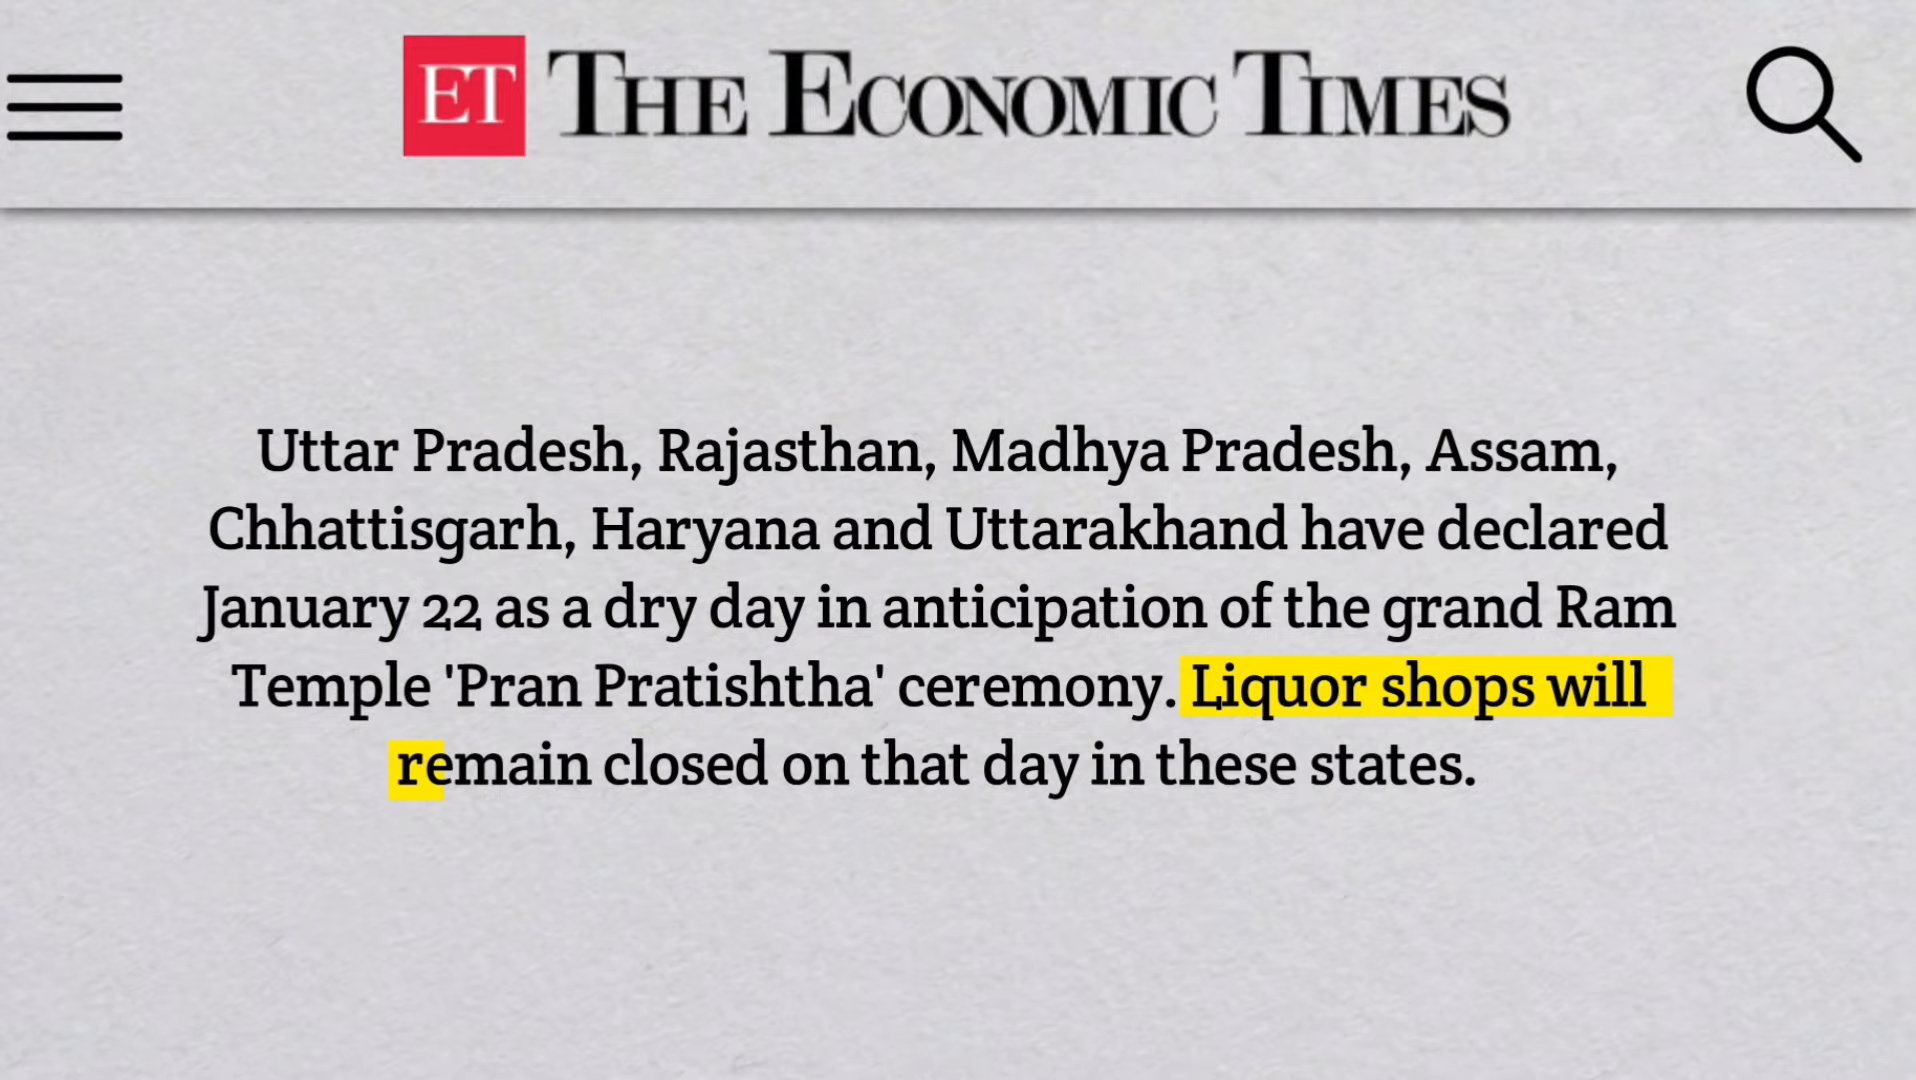 ET THE ECONOMIC TIMES
Uttar Pradesh, Rajasthan, Madhya Pradesh, Assam,
Chhattisgarh, Haryana and Uttarakhand have declared
January 22 as a dry day in anticipation of the grand Ram
Temple 'Pran Pratishtha' ceremony. Liquor shops will
remain closed on that day in these states.